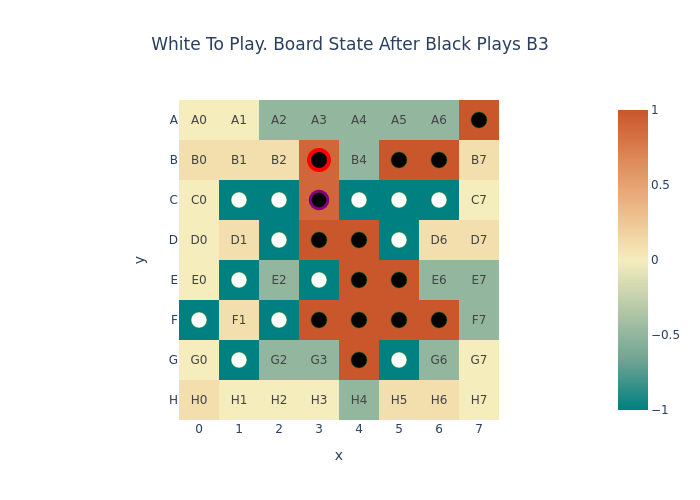 White To Play. Board State After Black Plays B3
A A0 A1 A2 A3 A4 A5 A6
B B0 B1 B2 B4 B7
C C0 C7
D D0 D1 D6 D7
E E0 E2 E6 E7
F F1 F7
G G0 G2 G3 G6 G7
H H0 H1 H2 H3 H4 H5 H6 H7
0 1 2 3 4 5 6 7
x
y
1
0.5
0
−0.5
−1